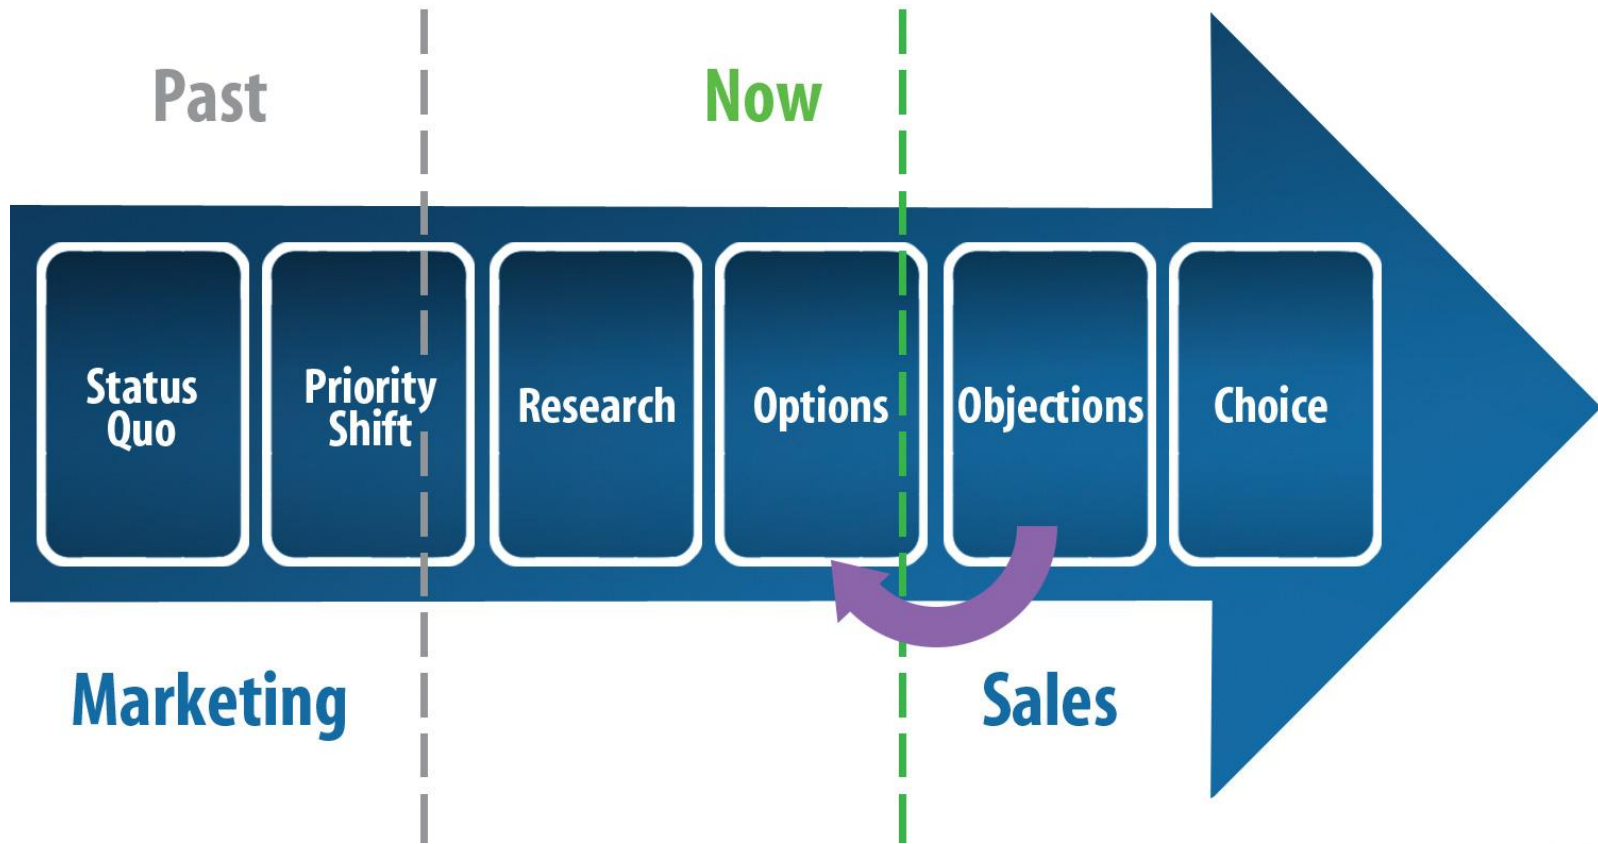 Past
Now
Status
Quo
Priority
Shift
Research
Options
Objections
Choice
Marketing
Sales